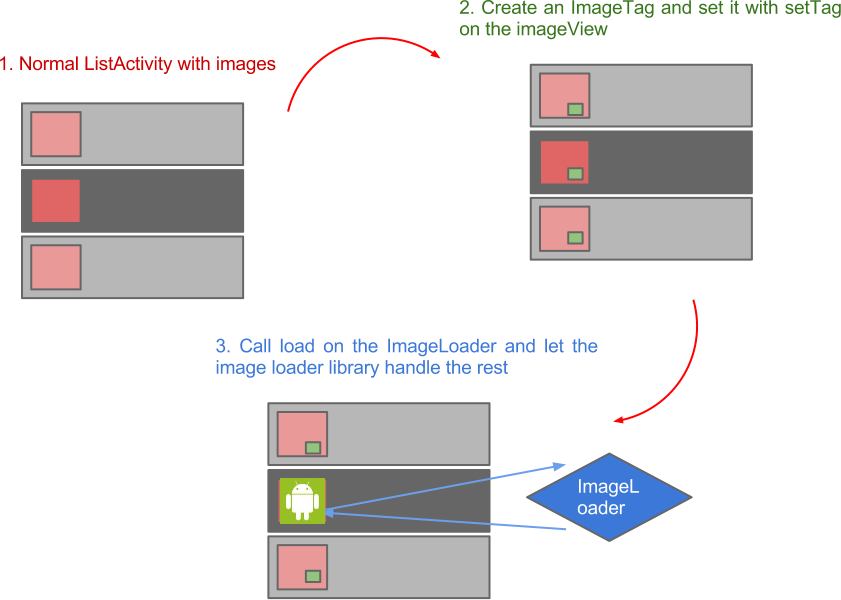 1. Normal ListActivity with images
2. Create an ImageTag and set it with setTag
on the imageView
3. Call load on the ImageLoader and let the
image loader library handle the rest
ImageL
oader